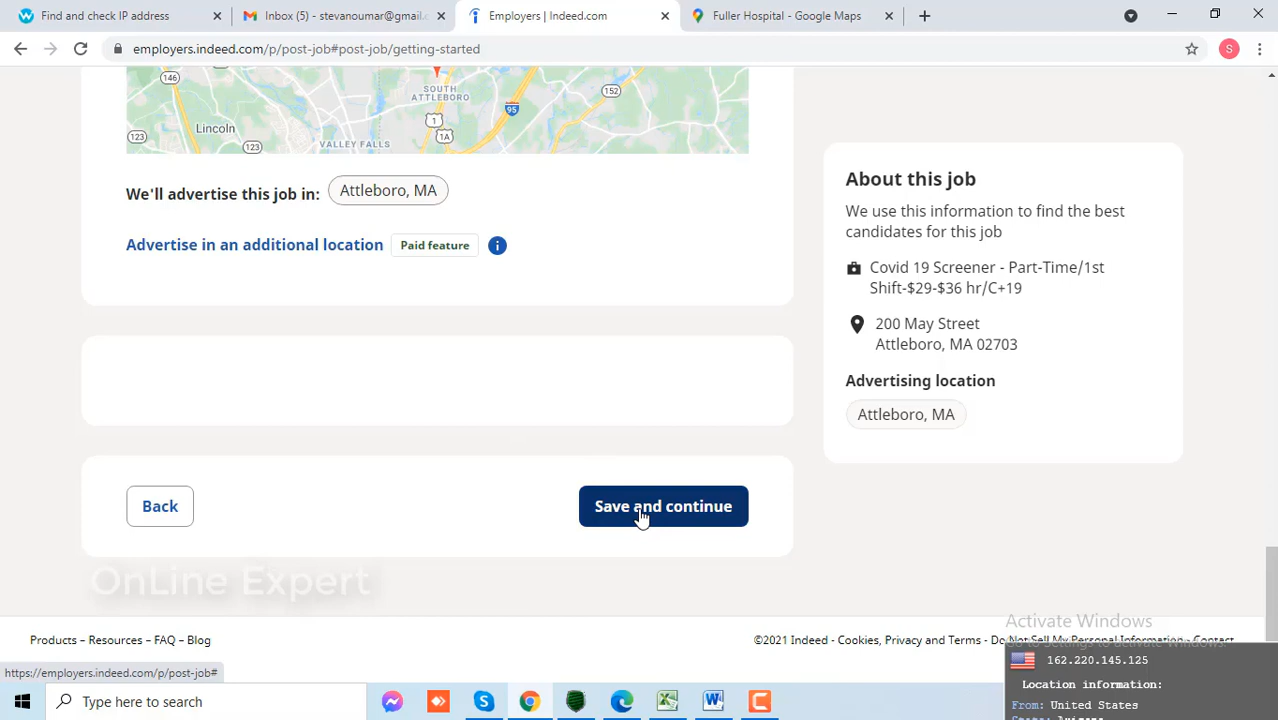 Find and check IP address
Inbox (5) - stevanoumar@gmail.c
Employers | Indeed.com
Fuller Hospital - Google Maps
S
employers.indeed.com/p/post-job#post-job/getting-started
146
SOUTH
ATTLEBORO
152
95
Lincoln
1
1A
123
123
VALLEY FALLS
We'll advertise this job in: Attleboro, MA
Advertise in an additional location Paid feature i
About this job
We use this information to find the best
candidates for this job
Covid 19 Screener - Part-Time/1st
Shift-$29-$36 hr/C+19
200 May Street
Attleboro, MA 02703
Advertising location
Attleboro, MA
Back
Save and continue
OnLine Expert
Activate Windows
Go to Settings to activate Windows.
Products – Resources – FAQ – Blog
©2021 Indeed - Cookies, Privacy and Terms - Do Not Sell My Personal Information - Contact
https://employers.indeed.com/p/post-job#
162.220.145.125
Location information:
From: United States
Type here to search